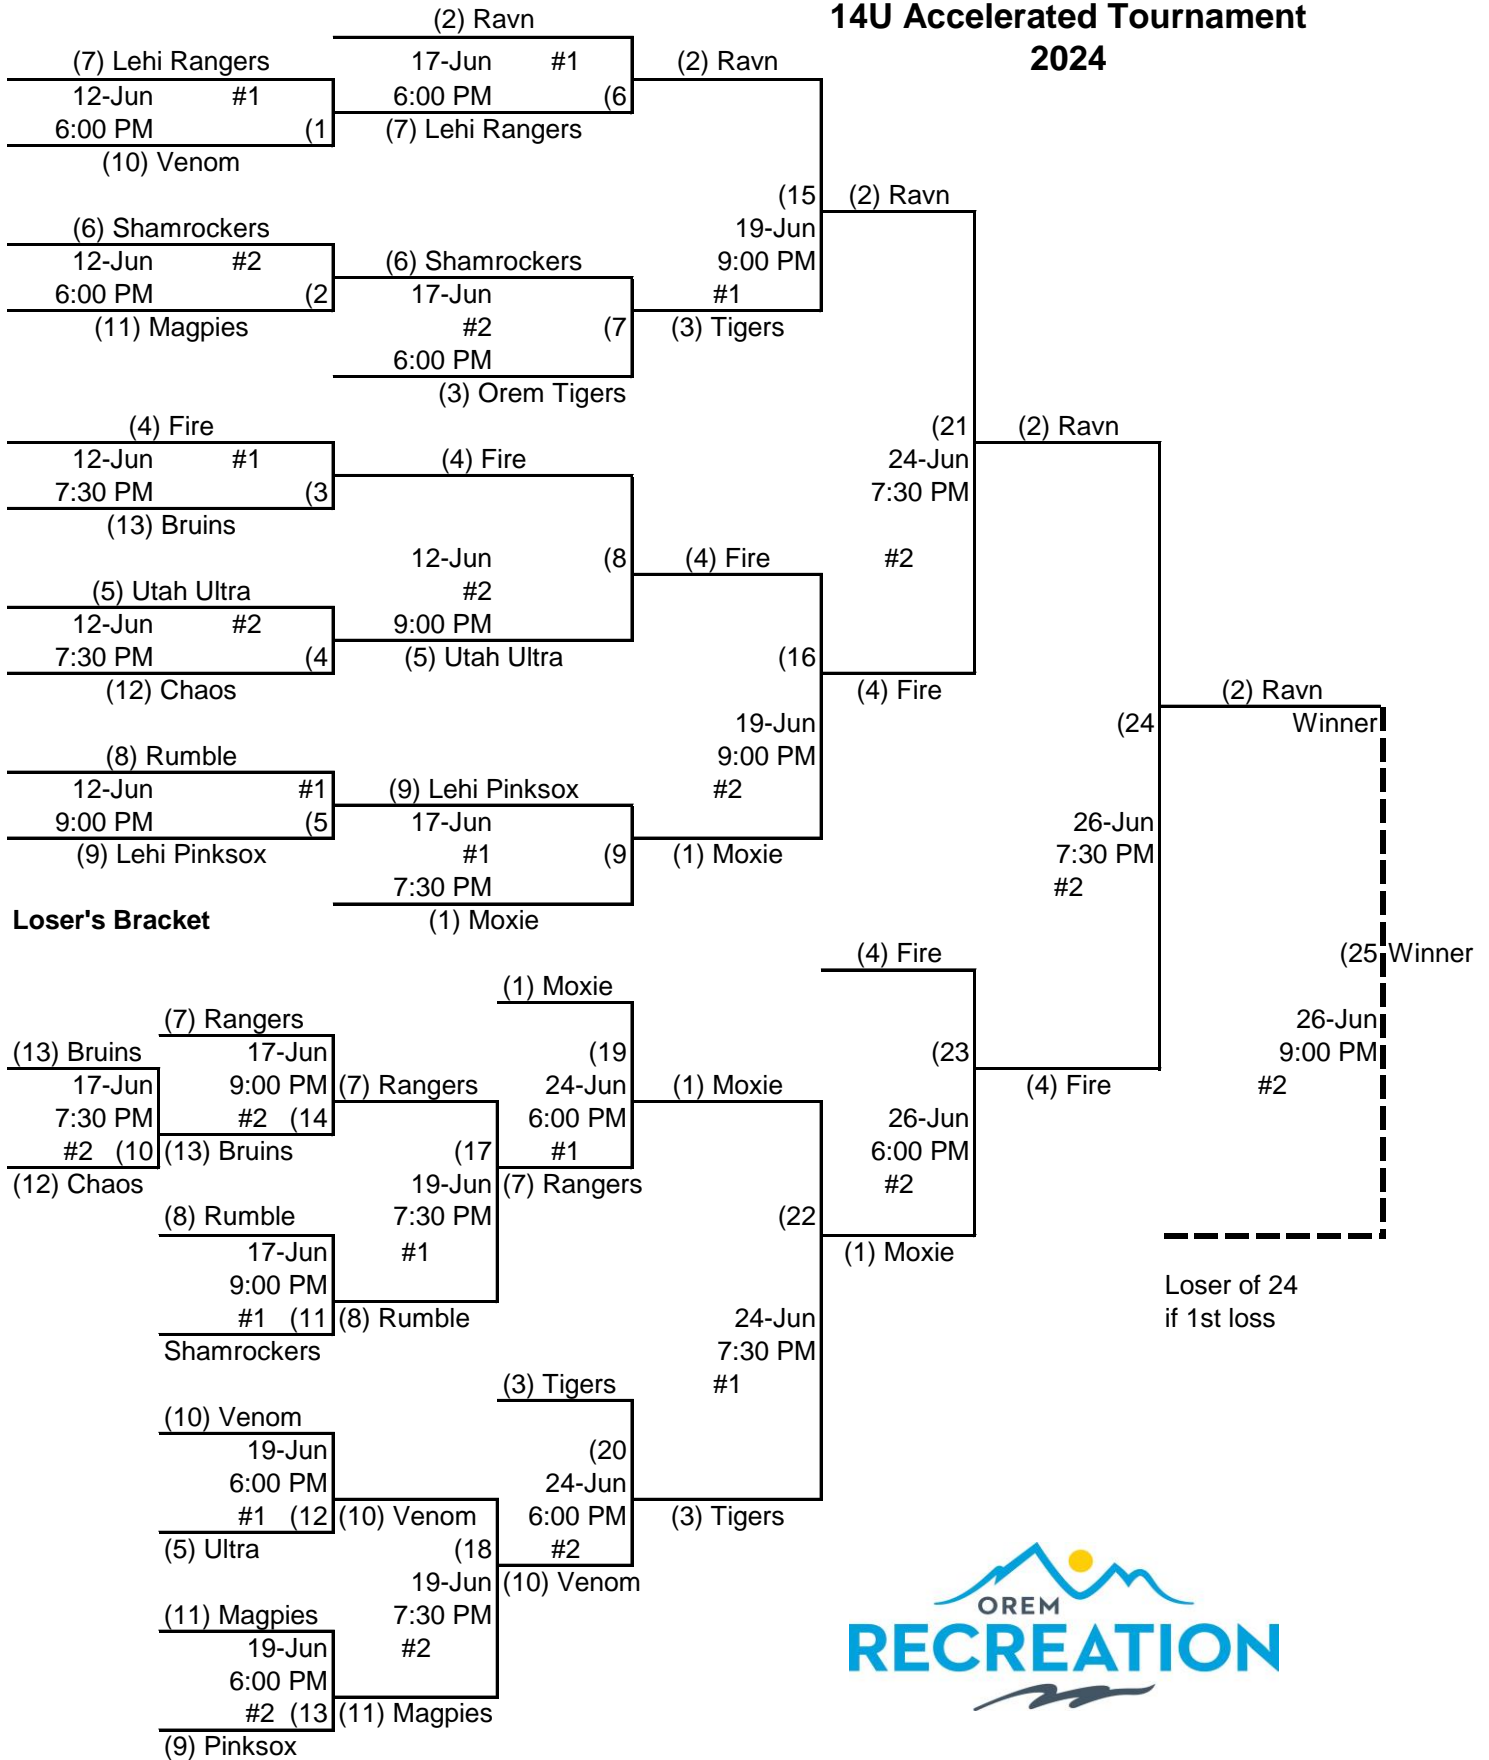 14U Accelerated Tournament
2024
(2) Ravn
(7) Lehi Rangers
17-Jun #1
(2) Ravn
12-Jun #1
6:00 PM (6
6:00 PM (1
(7) Lehi Rangers
(10) Venom
(15
(2) Ravn
(6) Shamrockers
19-Jun
12-Jun #2
(6) Shamrockers
9:00 PM
6:00 PM (2
17-Jun
#1
(11) Magpies
#2 (7
(3) Tigers
6:00 PM
(3) Orem Tigers
(4) Fire
(21
(2) Ravn
12-Jun #1
(4) Fire
24-Jun
7:30 PM (3
7:30 PM
(13) Bruins
12-Jun (8
(4) Fire
#2
(5) Utah Ultra
#2
12-Jun #2
9:00 PM
7:30 PM (4
(5) Utah Ultra
(16
(12) Chaos
(4) Fire
(2) Ravn
19-Jun
(24
Winner
(8) Rumble
9:00 PM
12-Jun #1
(9) Lehi Pinksox
#2
9:00 PM (5
17-Jun
26-Jun
(9) Lehi Pinksox
#1 (9
(1) Moxie
7:30 PM
7:30 PM
#2
Loser's Bracket
(1) Moxie
(4) Fire
(25 Winner
(1) Moxie
(7) Rangers
26-Jun
(13) Bruins
17-Jun
(19
(23
9:00 PM
17-Jun
9:00 PM
(7) Rangers
24-Jun
(1) Moxie
(4) Fire
#2
7:30 PM
#2 (14
6:00 PM
26-Jun
#2 (10
(13) Bruins
(17
#1
6:00 PM
(12) Chaos
19-Jun
(7) Rangers
#2
(8) Rumble
7:30 PM
(22
17-Jun
#1
(1) Moxie
9:00 PM
Loser of 24
#1 (11
(8) Rumble
24-Jun
if 1st loss
Shamrockers
7:30 PM
(3) Tigers
#1
(10) Venom
19-Jun
(20
6:00 PM
24-Jun
#1 (12
(10) Venom
6:00 PM
(3) Tigers
(5) Ultra
(18
#2
19-Jun
(10) Venom
(11) Magpies
7:30 PM
19-Jun
#2
6:00 PM
#2 (13
(11) Magpies
(9) Pinksox
OREM
RECREATION